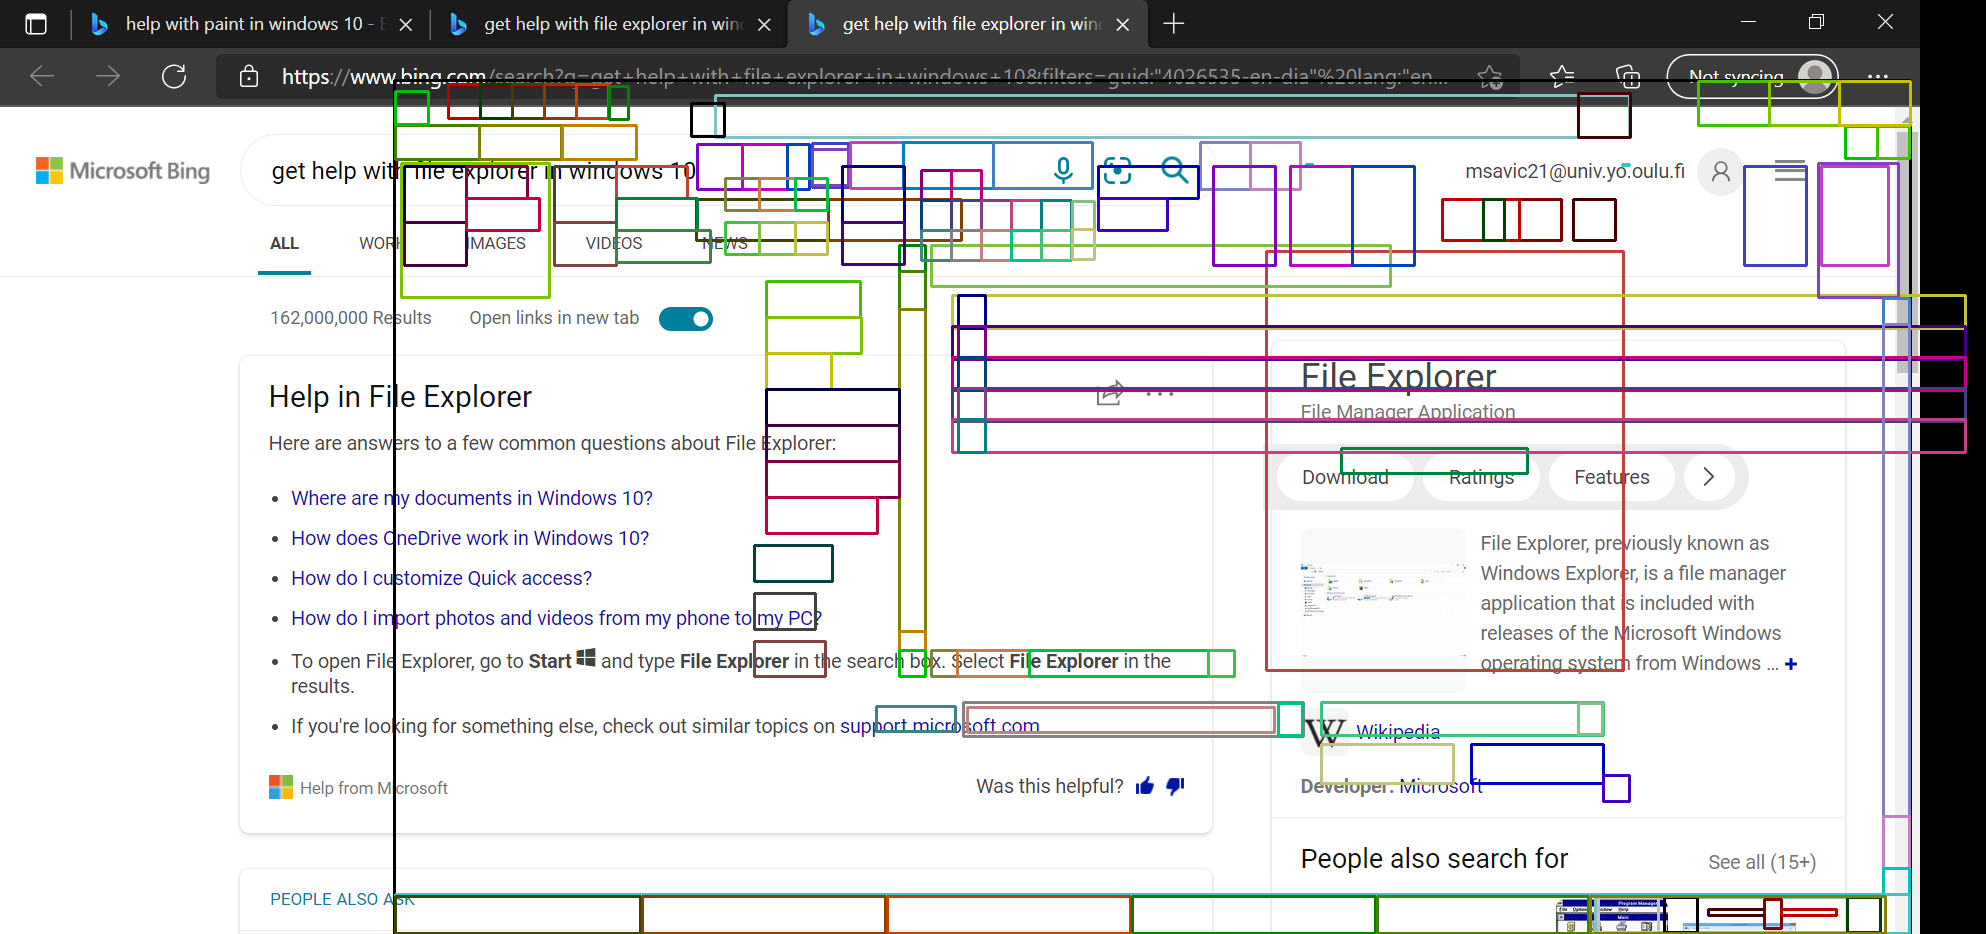 help with paint in windows 10 -
get help with file explorer in win
get help with file explorer in win
https://www.bing.com/search?q=get+help+with+file+explorer+in+windows+10&filters=guid:"4026535-en-dia"%20lang:"en...
Not syncing
Microsoft Bing
get help with file explorer in windows 10
msavic21@univ.yo.oulu.fi
ALL
WORK
IMAGES
VIDEOS
NEWS
162,000,000 Results
Open links in new tab
Help in File Explorer
Here are answers to a few common questions about File Explorer:
Where are my documents in Windows 10?
How does OneDrive work in Windows 10?
How do I customize Quick access?
How do I import photos and videos from my phone to my PC?
To open File Explorer, go to Start and type File Explorer in the search box. Select File Explorer in the
results.
If you're looking for something else, check out similar topics on support.microsoft.com
Help from Microsoft
Was this helpful?
PEOPLE ALSO ASK
File Explorer
File Manager Application
Download
Ratings
Features
File Explorer, previously known as
Windows Explorer, is a file manager
application that is included with
releases of the Microsoft Windows
operating system from Windows ...
W Wikipedia
Developer: Microsoft
People also search for
See all (15+)
Program Manager
File Options Window Help
Main